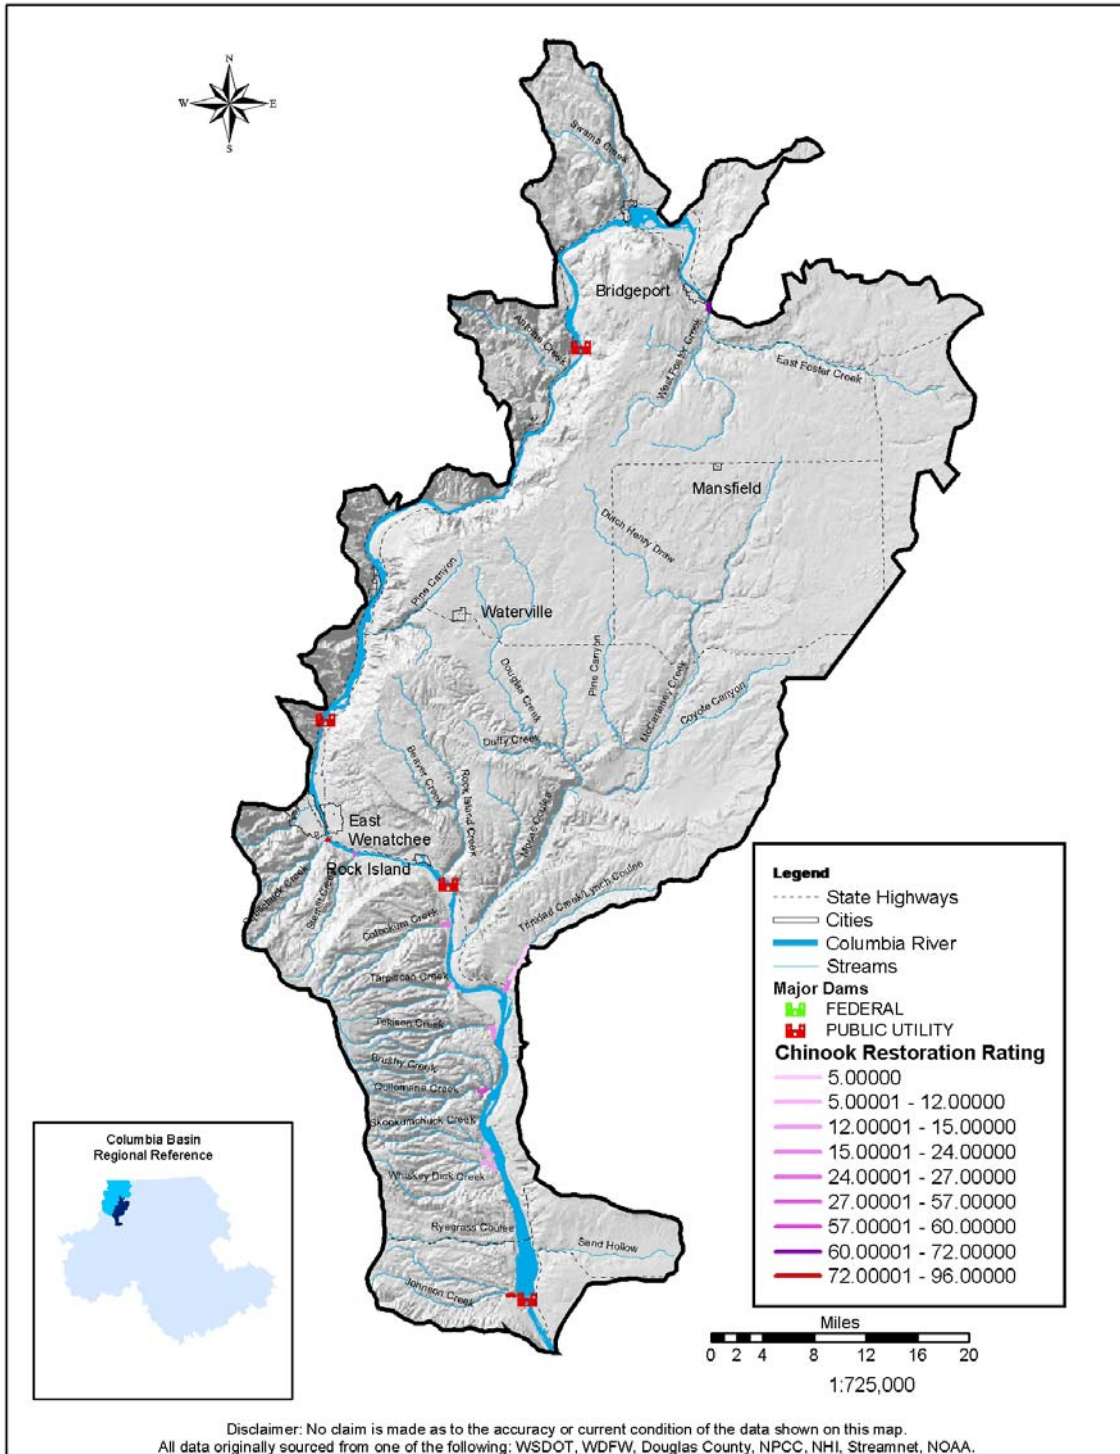 N
W
E
S
Swamp Creek
Bridgeport
Antoine Creek
West Foster Creek
East Foster Creek
Mansfield
Dutch Henry Draw
Pine Canyon
Waterville
Pine Canyon
Douglas Creek
McCarteney Creek
Coyote Canyon
Duffy Creek
Beaver Creek
Rock Island Creek
Moses Coulee
East
Wenatchee
Rock Island
Stemilt Creek
Trinidad Creek/Lynch Coulee
Colockum Creek
Tarpiscan Creek
Tekison Creek
Brushy Creek
Quilomene Creek
Skookumchuck Creek
Whiskey Dick Creek
Ryegrass Coulee
Sand Hollow
Johnson Creek
Legend
State Highways
Cities
Columbia River
Streams
Major Dams
FEDERAL
PUBLIC UTILITY
Chinook Restoration Rating
5.00000
5.00001 - 12.00000
12.00001 - 15.00000
15.00001 - 24.00000
24.00001 - 27.00000
27.00001 - 57.00000
57.00001 - 60.00000
60.00001 - 72.00000
72.00001 - 96.00000
Miles
0 2 4 8 12 16 20
1:725,000
Columbia Basin
Regional Reference
Disclaimer: No claim is made as to the accuracy or current condition of the data shown on this map.
All data originally sourced from one of the following: WSDOT, WDFW, Douglas County, NPCC, NHI, Streamnet, NOAA.